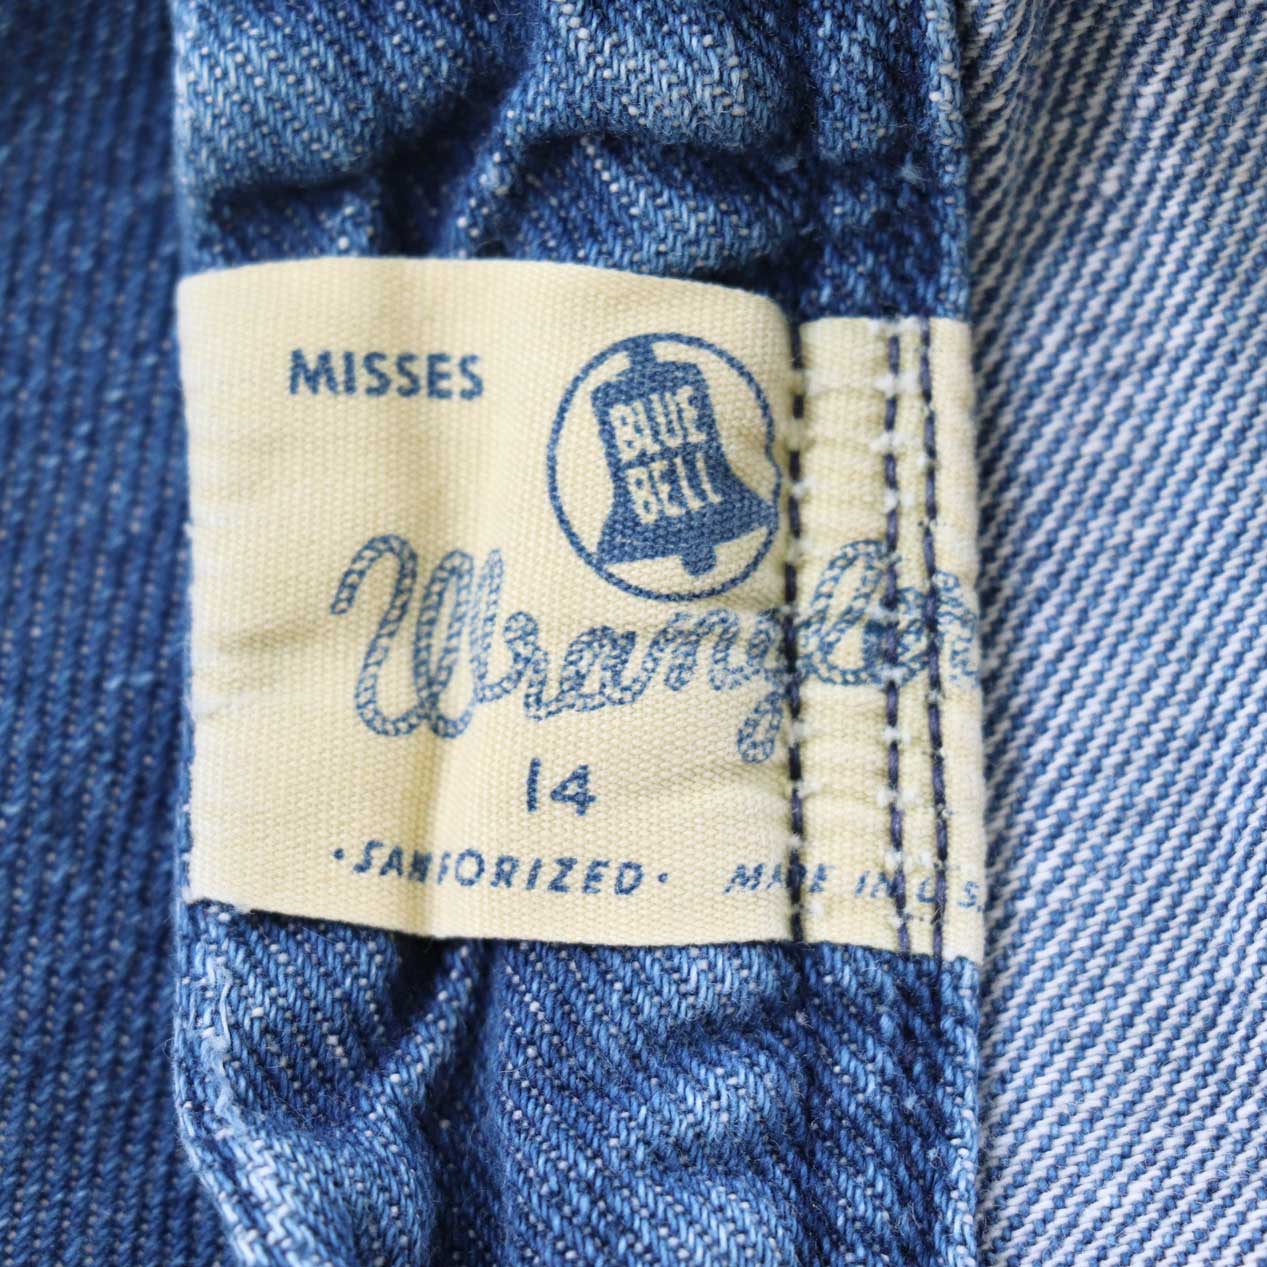 MISSES
BLUE
BELL
Wrangler
14
·SANFORIZED· MADE IN U.S.